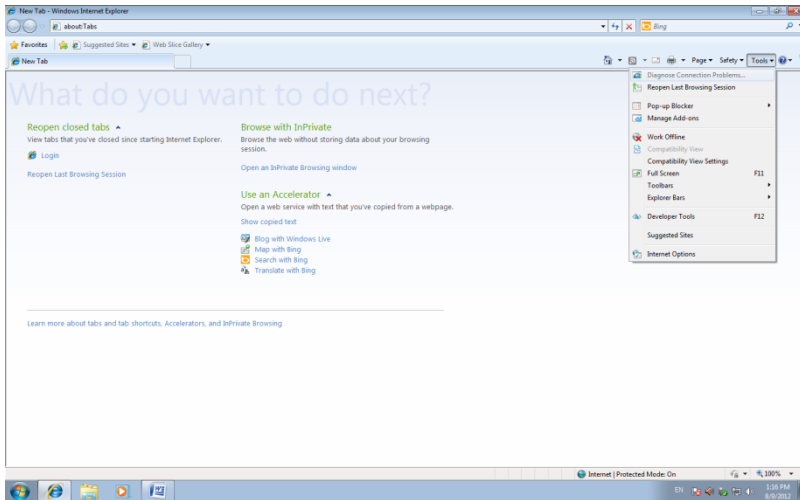 New Tab - Windows Internet Explorer
about:Tabs
Bing
Favorites
Suggested Sites
Web Slice Gallery
New Tab
Page
Safety
Tools
What do you want to do next?
Reopen closed tabs
View tabs that you've closed since starting Internet Explorer.
Login
Reopen Last Browsing Session
Browse with InPrivate
Browse the web without storing data about your browsing
session.
Open an InPrivate Browsing window
Use an Accelerator
Open a web service with text that you've copied from a webpage.
Show copied text
Blog with Windows Live
Map with Bing
Search with Bing
Translate with Bing
Learn more about tabs and tab shortcuts, Accelerators, and InPrivate Browsing
Diagnose Connection Problems...
Reopen Last Browsing Session
Pop-up Blocker
Manage Add-ons
Work Offline
Compatibility View
Compatibility View Settings
Full Screen F11
Toolbars
Explorer Bars
Developer Tools F12
Suggested Sites
Internet Options
Internet | Protected Mode: On
100%
EN
1:16 PM
8/9/2012